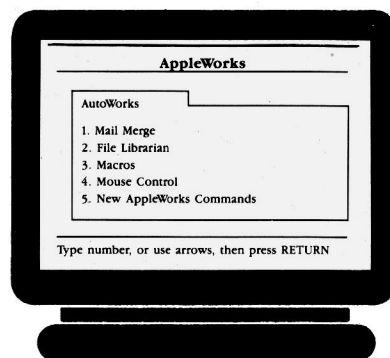 AppleWorks
AutoWorks
1. Mail Merge
2. File Librarian
3. Macros
4. Mouse Control
5. New AppleWorks Commands
Type number, or use arrows, then press RETURN